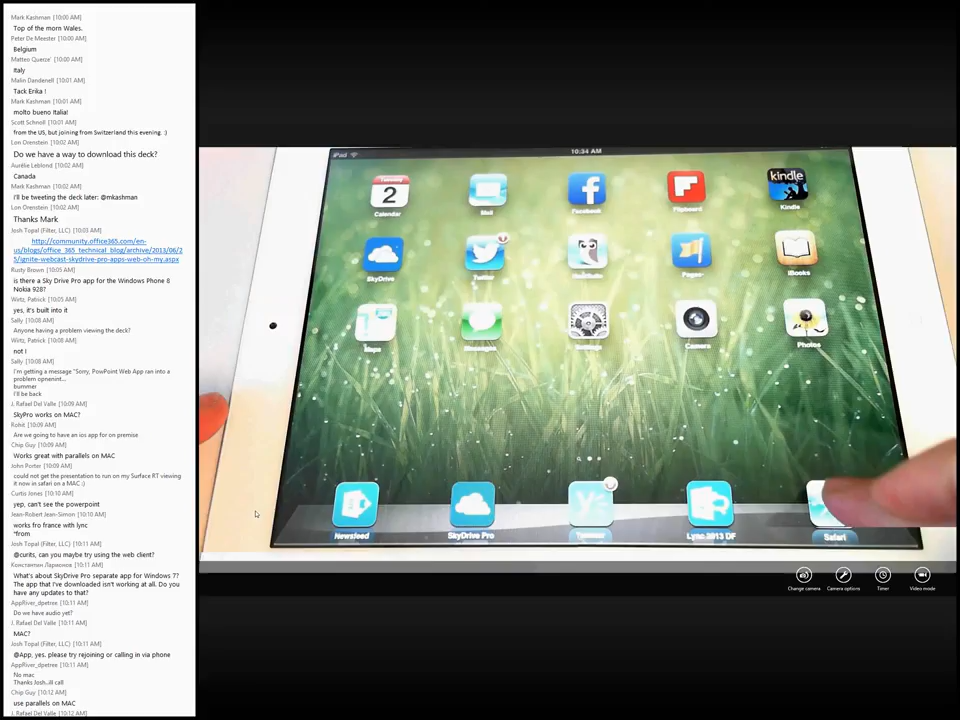 Mark Kashman [10:00 AM]
Top of the morn Wales.
Peter De Meester [10:00 AM]
Belgium
Matteo Querce' [10:00 AM]
Italy
Malin Dandenell [10:01 AM]
Tack Erika !
Mark Kashman [10:01 AM]
molto bueno Italia!
Scott Schnoll [10:01 AM]
from the US, but joining from Switzerland this evening. :)
Lon Orenstein [10:02 AM]
Do we have a way to download this deck?
Aurélie Leblond [10:02 AM]
Canada
Mark Kashman [10:02 AM]
I'll be tweeting the deck later: @mkashman
Lon Orenstein [10:02 AM]
Thanks Mark
Josh Topal (Filter, LLC) [10:03 AM]
http://community.office365.com/en-
us/blogs/office_365_technical_blog/archive/2013/06/2
5/ignite-webcast-skydrive-pro-apps-web-oh-my.aspx
Rusty Brown [10:05 AM]
is there a Sky Drive Pro app for the Windows Phone 8
Nokia 928?
Wirtz, Patrick [10:05 AM]
yes, it's built into it
Sally [10:08 AM]
Anyone having a problem viewing the deck?
Wirtz, Patrick [10:08 AM]
not i
Sally [10:08 AM]
I'm getting a message "Sorry, PowPoint Web App ran into a
problem opnenint...
bummer
I'll be back
J. Rafael Del Valle [10:09 AM]
SkyPro works on MAC?
Rohit [10:09 AM]
Are we going to have an ios app for on premise
Chip Guy [10:09 AM]
Works great with parallels on MAC
John Porter [10:09 AM]
could not get the presentation to run on my Surface RT viewing
it now in safari on a MAC :)
Curtis Jones [10:10 AM]
yep, can't see the powerpoint
Jean-Robert Jean-Simon [10:10 AM]
works fro france with lync
*from
Josh Topal (Filter, LLC) [10:11 AM]
@curits, can you maybe try using the web client?
Константин Ларионов [10:11 AM]
What's about SkyDrive Pro separate app for Windows 7?
The app that I've downloaded isn't working at all. Do you
have any updates to that?
AppRiver_dpetree [10:11 AM]
Do we have audio yet?
J. Rafael Del Valle [10:11 AM]
MAC?
Josh Topal (Filter, LLC) [10:11 AM]
@App, yes. please try rejoining or calling in via phone
AppRiver_dpetree [10:11 AM]
No mac
Thanks Josh...ill call
Chip Guy [10:12 AM]
use parallels on MAC
J. Rafael Del Valle [10:12 AM]
iPad
10:34 AM
Calendar
2
Mail
Facebook
Flipboard
kindle
Kindle
SkyDrive
Twitter
Pages
iBooks
Maps
Settings
Camera
Photos
Newsfeed
SkyDrive Pro
Lync 2013 DF
Safari
Change camera
Camera options
Timer
Video mode